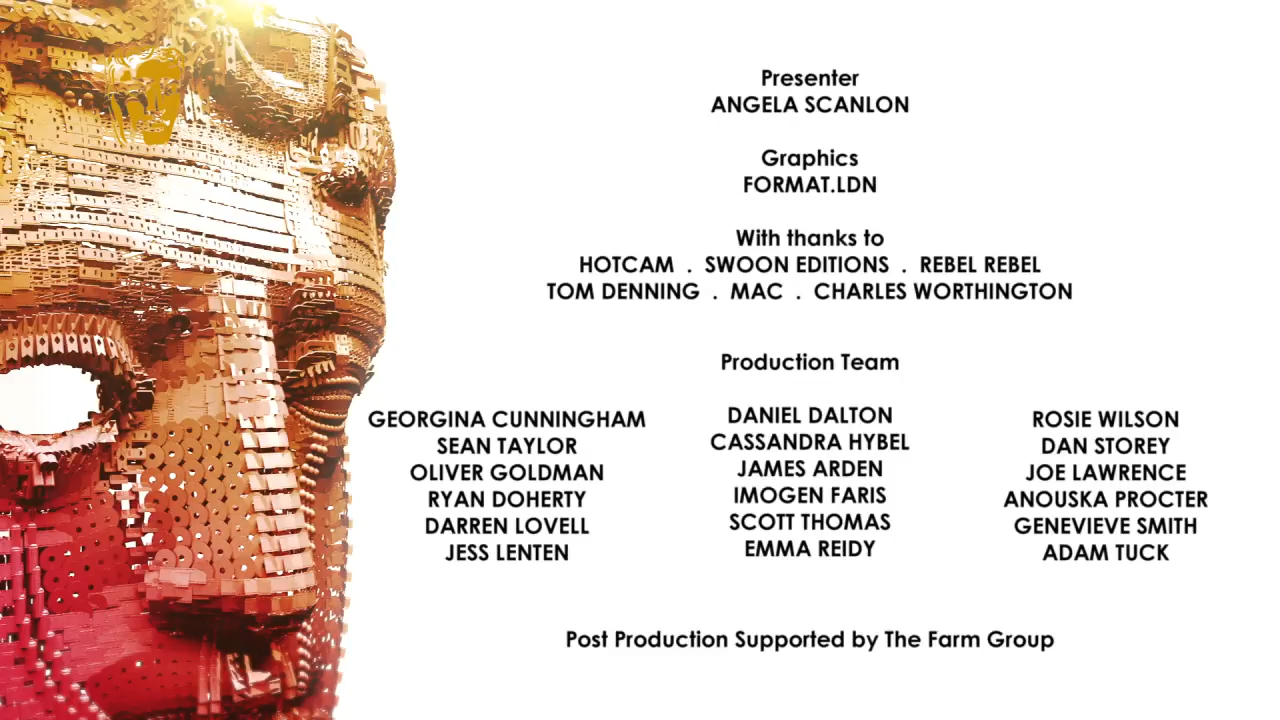 Presenter
ANGELA SCANLON
Graphics
FORMAT.LDN
With thanks to
HOTCAM . SWOON EDITIONS . REBEL REBEL
TOM DENNING . MAC . CHARLES WORTHINGTON
Production Team
GEORGINA CUNNINGHAM
SEAN TAYLOR
OLIVER GOLDMAN
RYAN DOHERTY
DARREN LOVELL
JESS LENTEN
DANIEL DALTON
CASSANDRA HYBEL
JAMES ARDEN
IMOGEN FARIS
SCOTT THOMAS
EMMA REIDY
ROSIE WILSON
DAN STOREY
JOE LAWRENCE
ANOUSKA PROCTER
GENEVIEVE SMITH
ADAM TUCK
Post Production Supported by The Farm Group